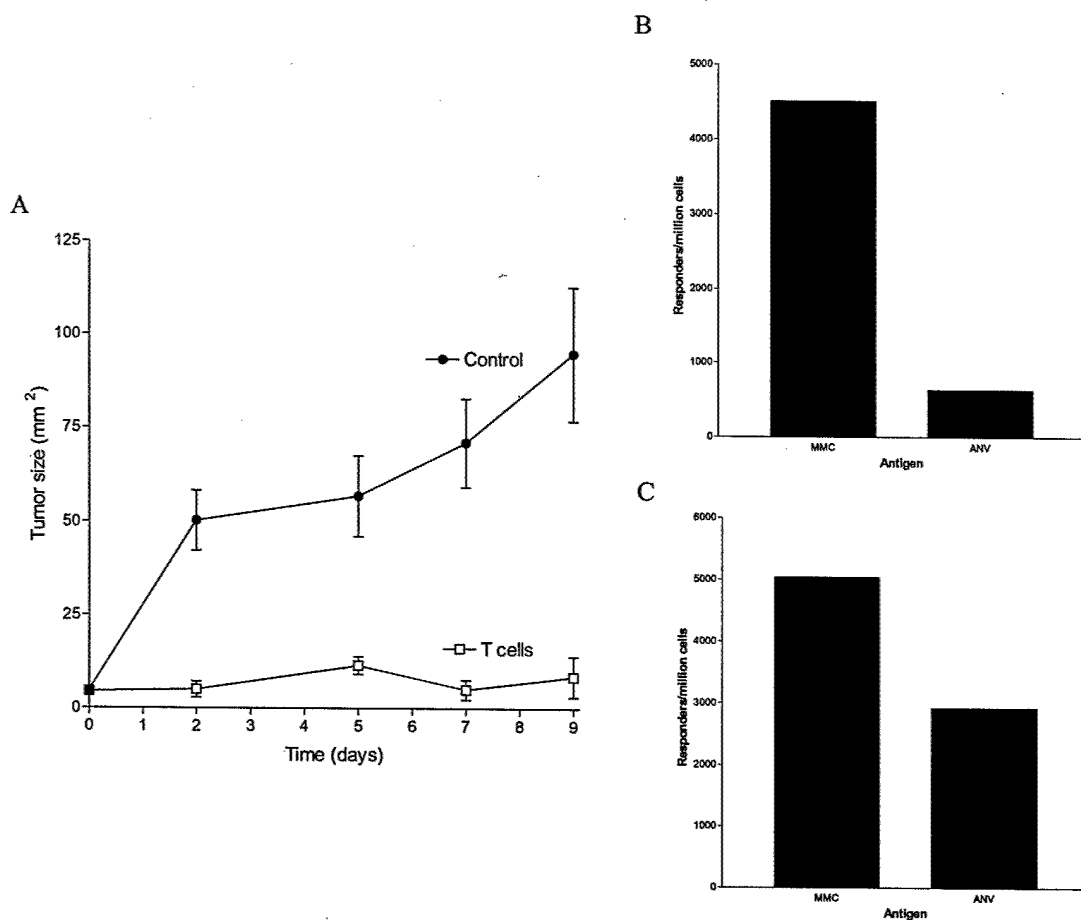 A
Tumor size (mm²)
125
100
75
50
25
0
Control
T cells
0 1 2 3 4 5 6 7 8 9
Time (days)
B
Responders/million cells
5000
4000
3000
2000
1000
0
MMC ANV
Antigen
C
Responders/million cells
6000
5000
4000
3000
2000
1000
0
MMC ANV
Antigen